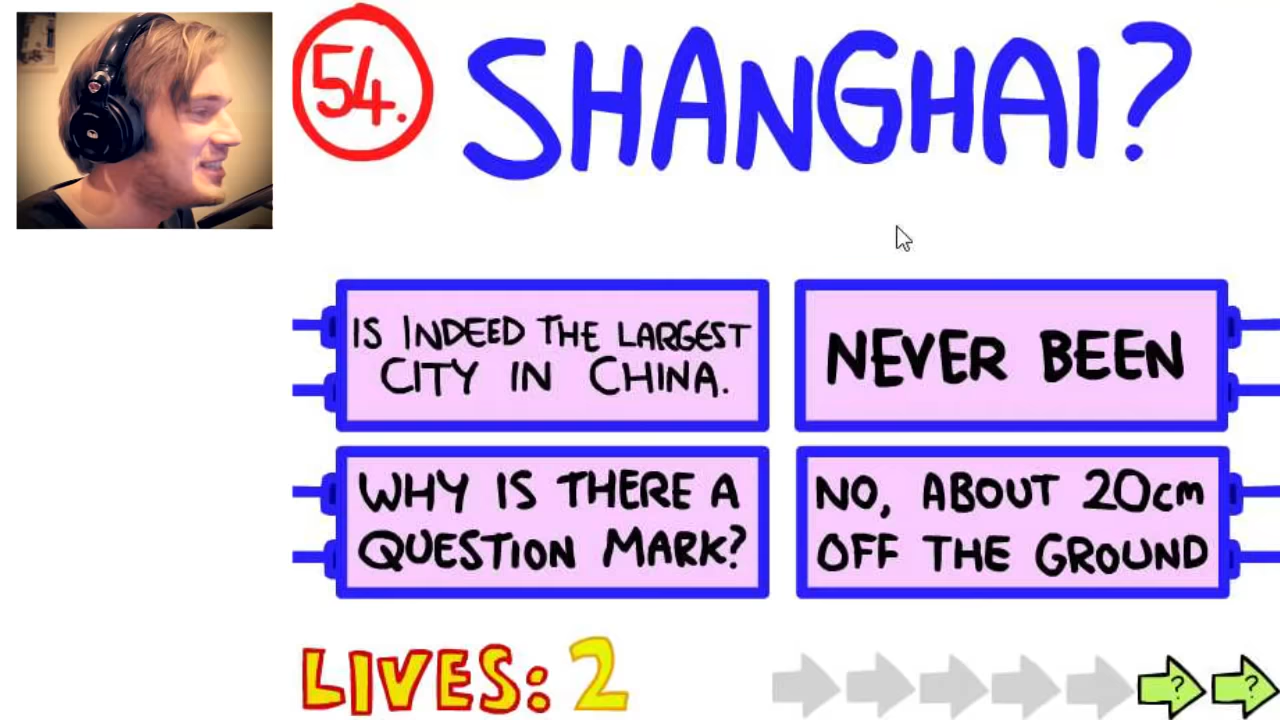 54.
SHANGHAI?
IS INDEED THE LARGEST
CITY IN CHINA.
NEVER BEEN
WHY IS THERE A
QUESTION MARK?
NO, ABOUT 20cm
OFF THE GROUND
LIVES: 2
? ?